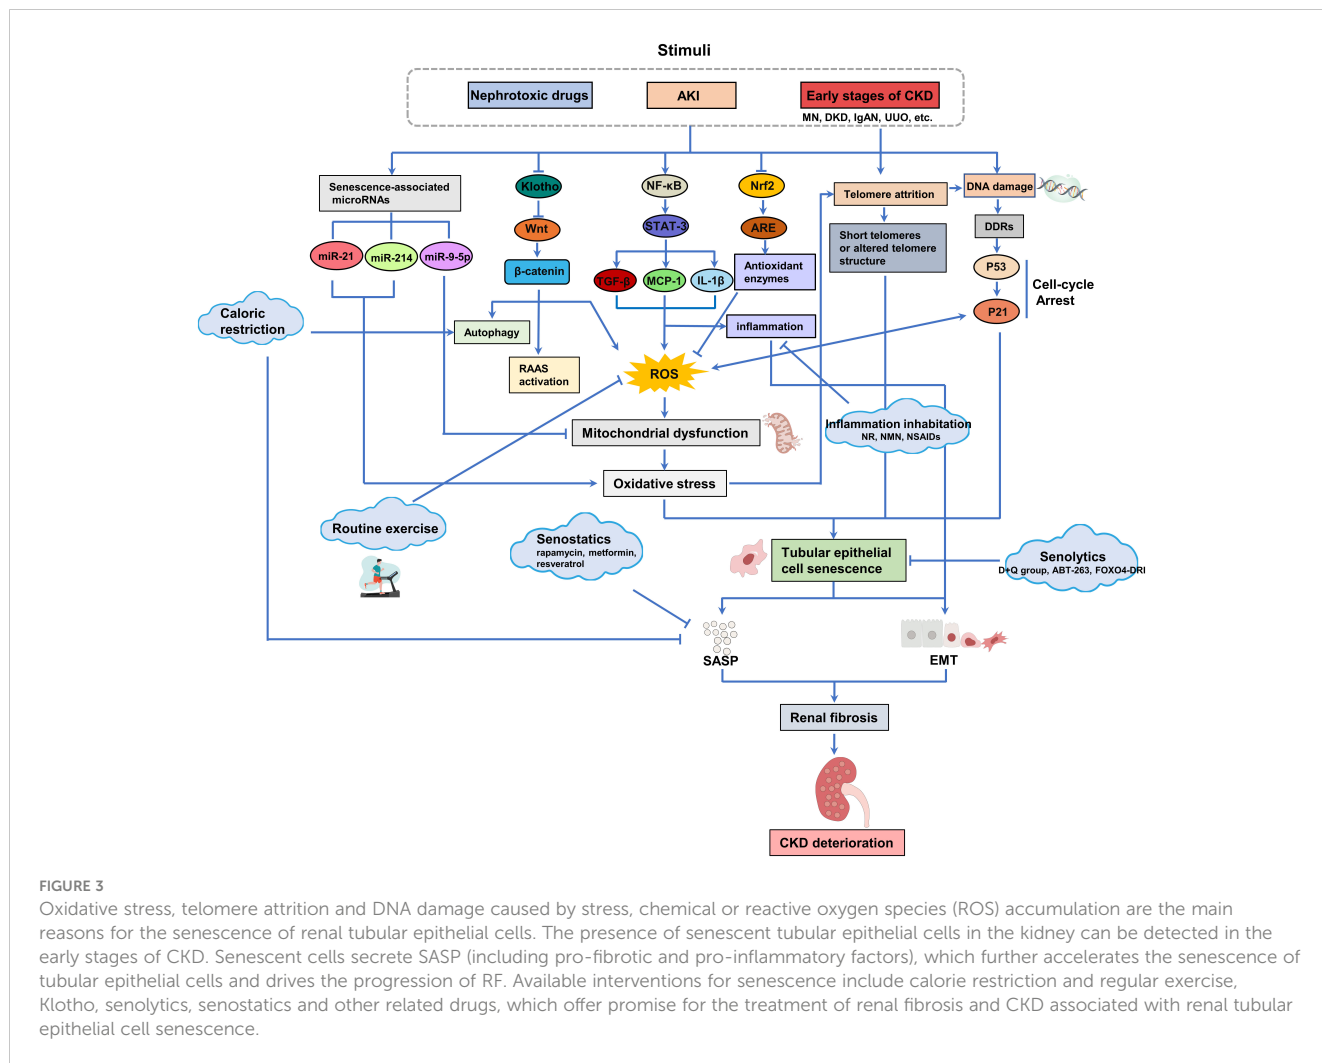 Stimuli
Nephrotoxic drugs
AKI
Early stages of CKD
MN, DKD, IgAN, UUO, etc.
Senescence-associated
microRNAs
Klotho
NF-κB
Nrf2
Telomere attrition
DNA damage
miR-21
miR-214
miR-9-5p
Wnt
STAT-3
ARE
Short telomeres
or altered telomere
structure
DDRs
β-catenin
TGF-β
MCP-1
IL-1β
Antioxidant
enzymes
P53
P21
Cell-cycle
Arrest
Caloric
restriction
Autophagy
inflammation
RAAS
activation
ROS
Mitochondrial dysfunction
Inflammation inhabitation
NR, NMN, NSAIDs
Oxidative stress
Routine exercise
Senostatics
rapamycin, metformin,
resveratrol
Tubular epithelial
cell senescence
Senolytics
D+Q group, ABT-263, FOXO4-DRI
SASP
EMT
Renal fibrosis
CKD deterioration
FIGURE 3
Oxidative stress, telomere attrition and DNA damage caused by stress, chemical or reactive oxygen species (ROS) accumulation are the main
reasons for the senescence of renal tubular epithelial cells. The presence of senescent tubular epithelial cells in the kidney can be detected in the
early stages of CKD. Senescent cells secrete SASP (including pro-fibrotic and pro-inflammatory factors), which further accelerates the senescence of
tubular epithelial cells and drives the progression of RF. Available interventions for senescence include calorie restriction and regular exercise,
Klotho, senolytics, senostatics and other related drugs, which offer promise for the treatment of renal fibrosis and CKD associated with renal tubular
epithelial cell senescence.